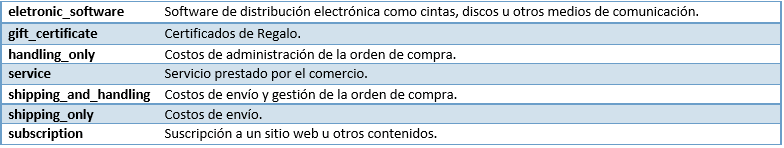 eletronic_software Software de distribución electrónica como cintas, discos u otros medios de comunicación.
gift_certificate Certificados de Regalo.
handling_only Costos de administración de la orden de compra.
service Servicio prestado por el comercio.
shipping_and_handling Costos de envío y gestión de la orden de compra.
shipping_only Costos de envío.
subscription Suscripción a un sitio web u otros contenidos.